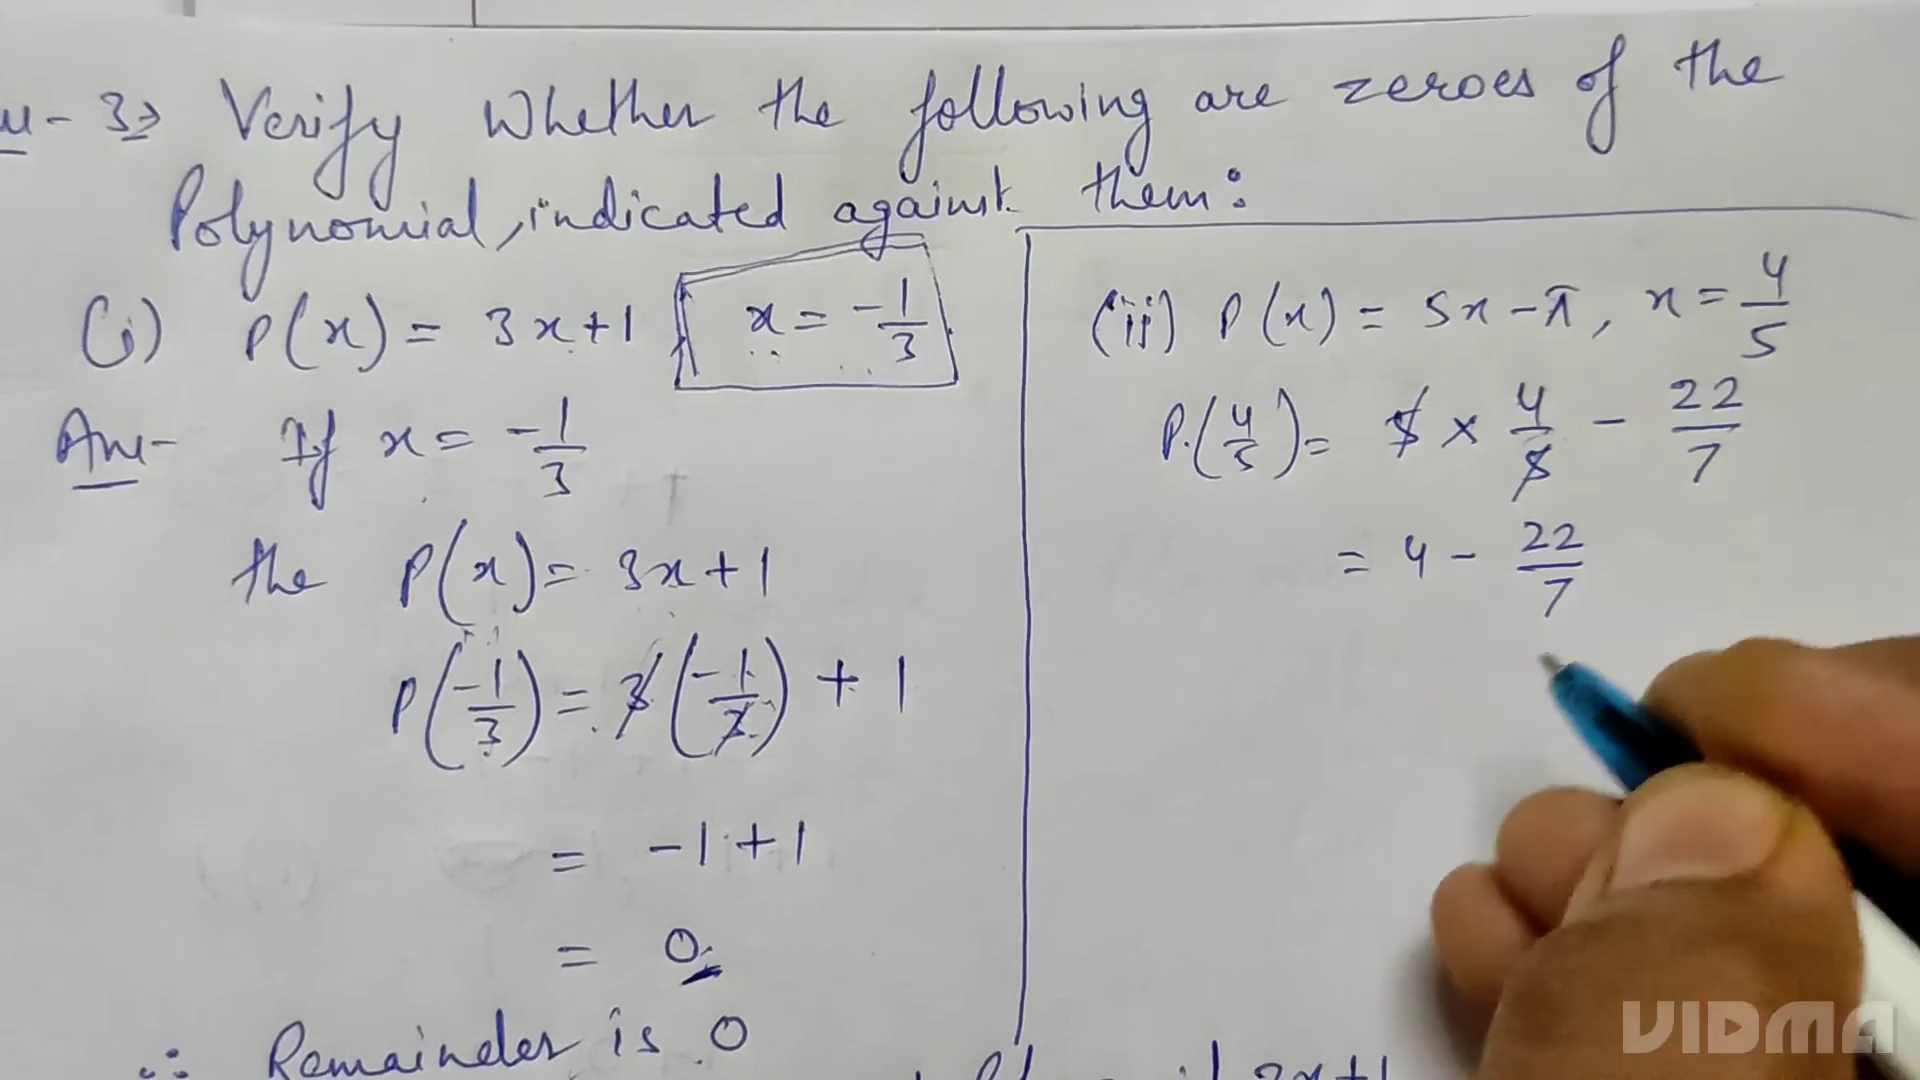 u-3⇒ Verify Whether the following are zeroes of the
Polynomial, indicated against them:
(i) P(x) = 3x+1 x = -1/3
Ans- If x = -1/3
the P(x) = 3x+1
P(-1/3) = 3(-1/3) + 1
= -1+1
= 0
∴ Remainder is 0
(ii) P(x) = 5x-π, x = 4/5
P(4/5) = 5 × 4/5 - 22/7
= 4 - 22/7
3x+1
VIDMA